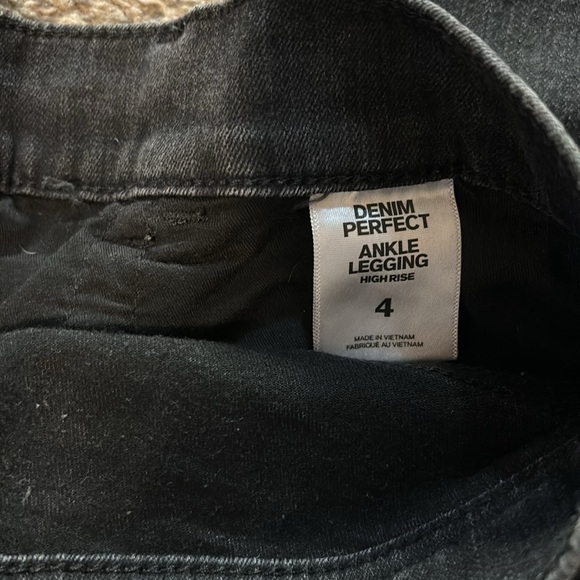 DENIM
PERFECT
ANKLE
LEGGING
HIGH RISE
4
MADE IN VIETNAM
FABRIQUÉ AU VIETNAM